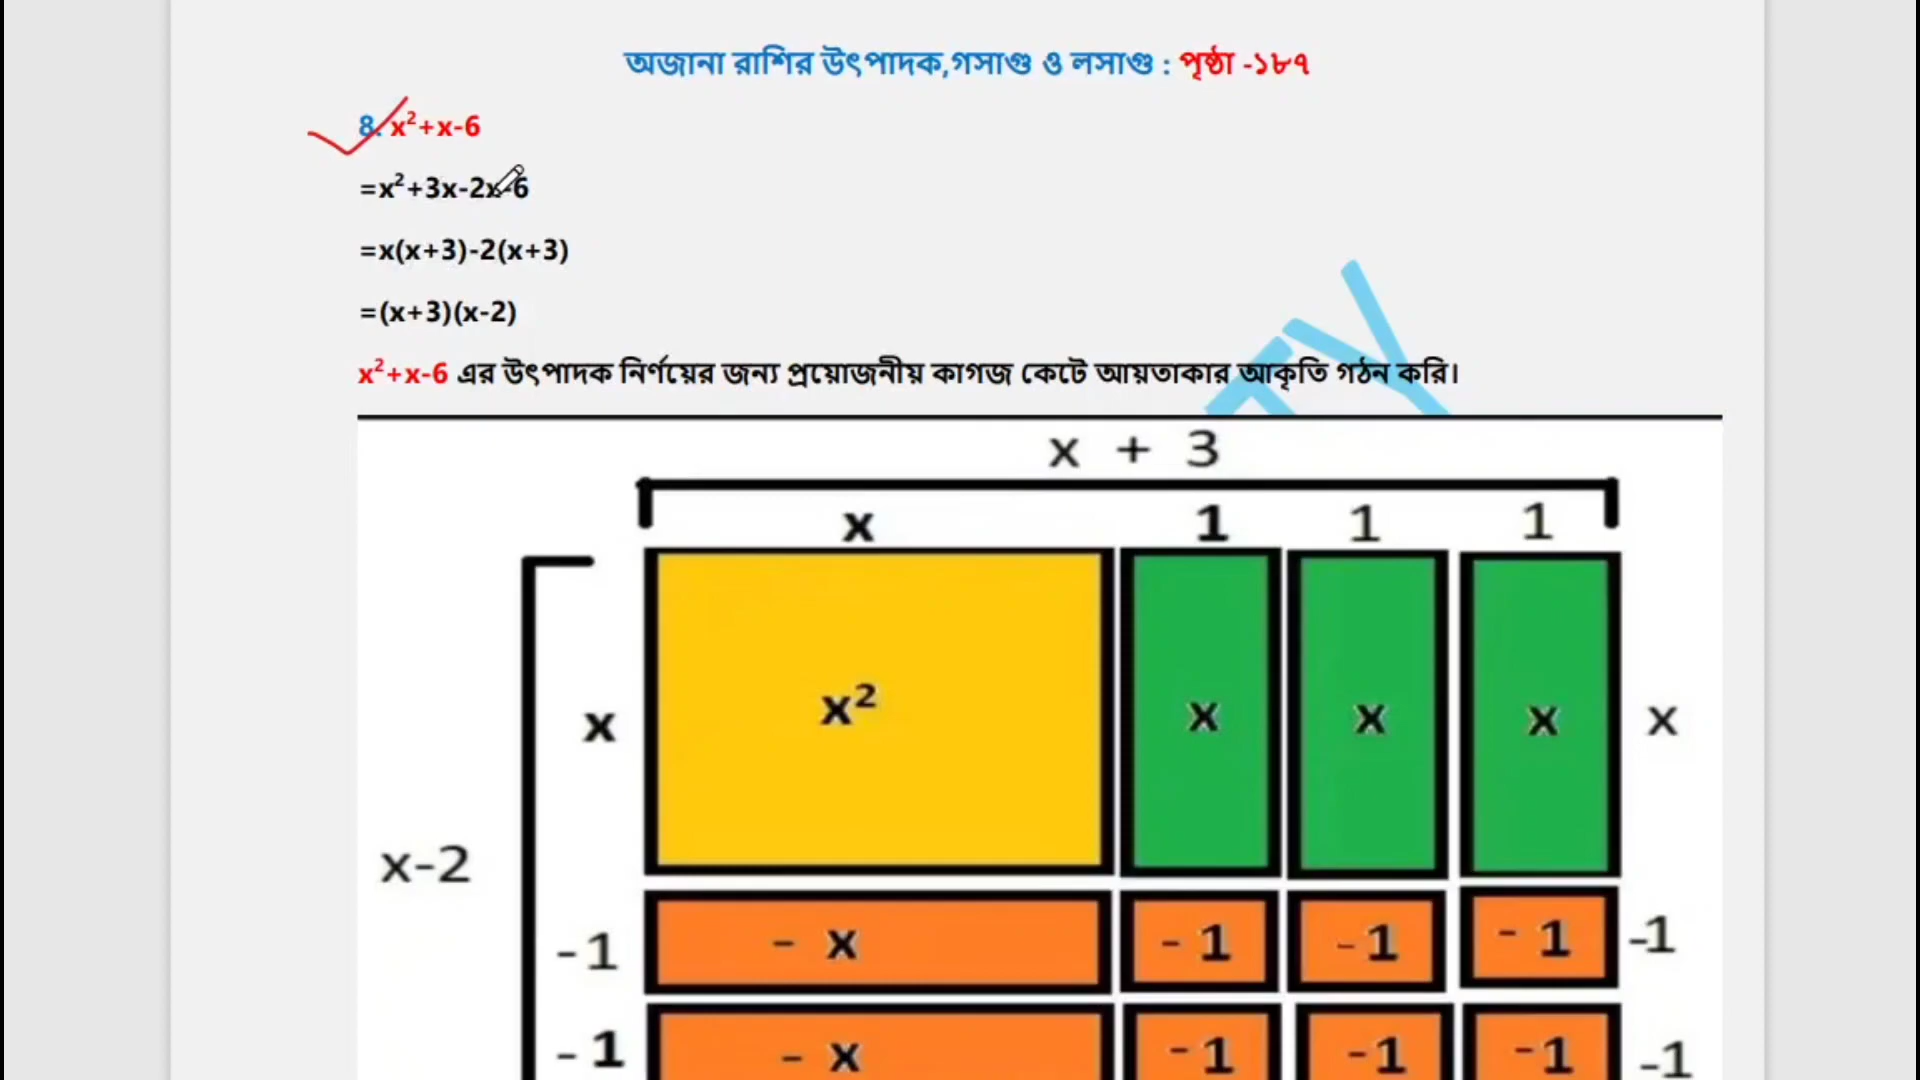 অজানা রাশির উৎপাদক,গসাগু ও লসাগু : পৃষ্ঠা -১৮৭
8. x²+x-6
=x²+3x-2x-6
=x(x+3)-2(x+3)
=(x+3)(x-2)
x²+x-6 এর উৎপাদক নির্ণয়ের জন্য প্রয়োজনীয় কাগজ কেটে আয়তাকার আকৃতি গঠন করি।
TY
x + 3
x 1 1 1
x x² x x x x
x-2
-1 - x - 1 - 1 - 1 -1
-1 - x - 1 - 1 - 1 -1